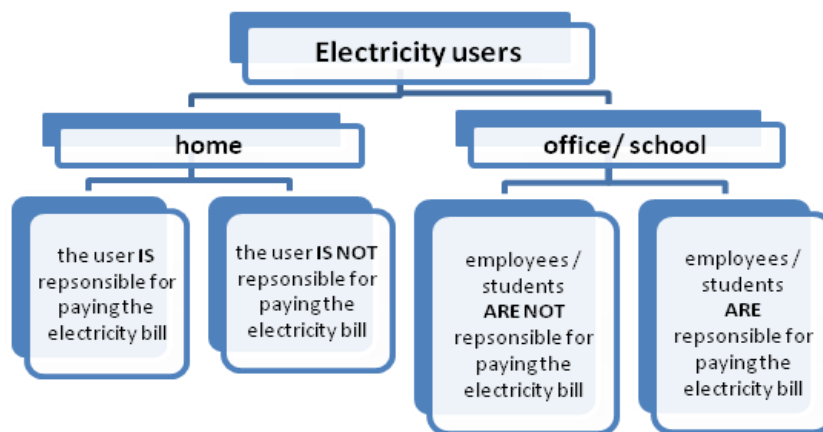 Electricity users
home
office/ school
the user IS
repsonsible for
paying the
electricity bill
the user IS NOT
repsonsible for
paying the
electricity bill
employees /
students
ARE NOT
repsonsible for
paying the
electricity bill
employees /
students
ARE
repsonsible for
paying the
electricity bill